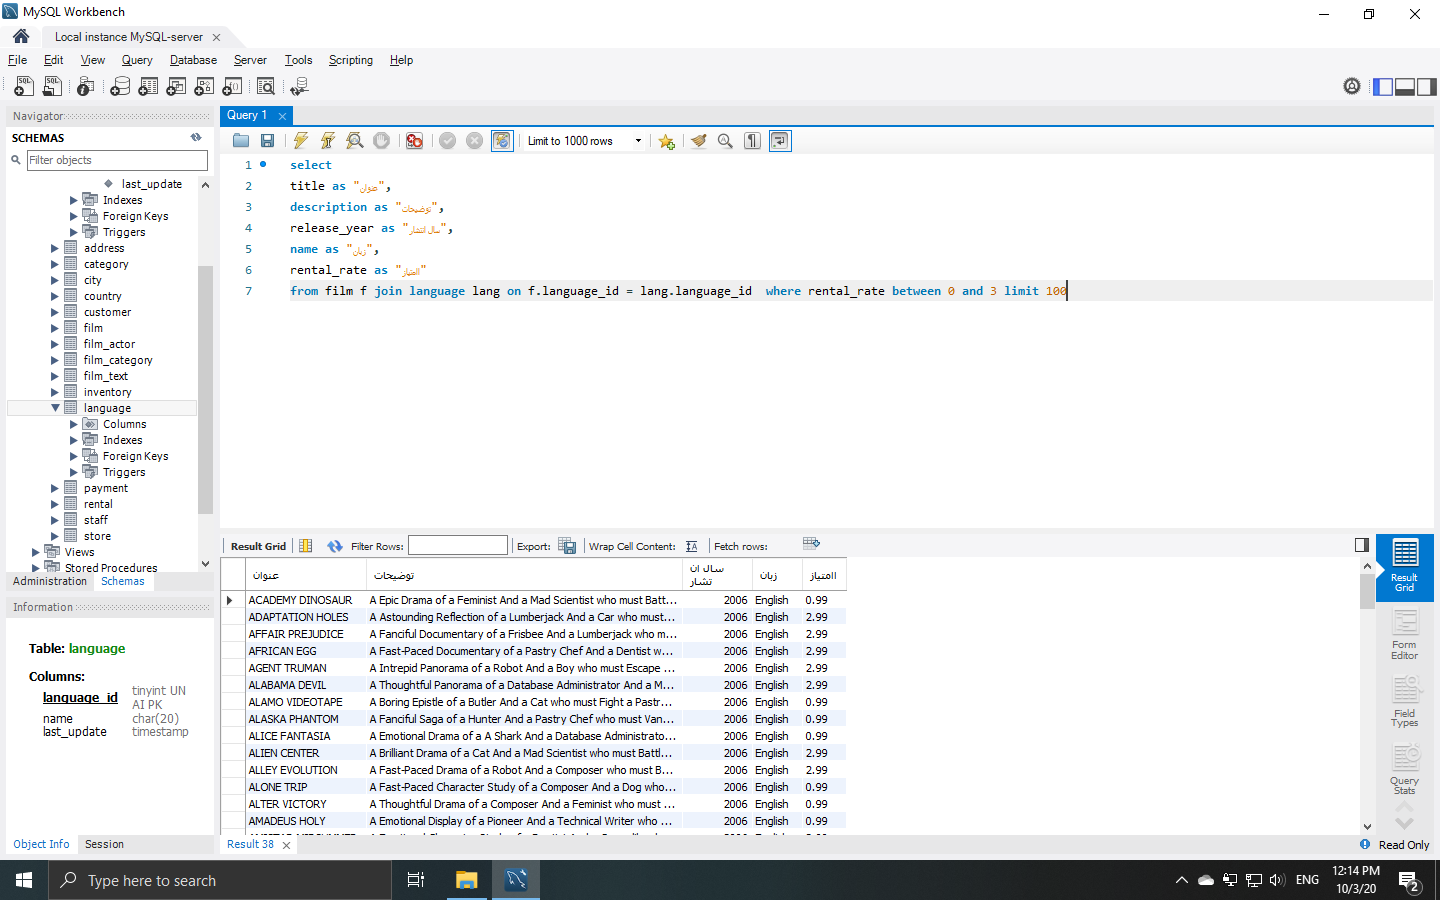 MySQL Workbench
Local instance MySQL-server
File Edit View Query Database Server Tools Scripting Help
Navigator
SCHEMAS
Filter objects
last_update
Indexes
Foreign Keys
Triggers
address
category
city
country
customer
film
film_actor
film_category
film_text
inventory
language
Columns
Indexes
Foreign Keys
Triggers
payment
rental
staff
store
Views
Stored Procedures
Administration Schemas
Information
Table: language
Columns:
language_id tinyint UN AI PK
name char(20)
last_update timestamp
Object Info Session
Query 1
Limit to 1000 rows
1 select
2 title as "عنوان",
3 description as "توضیحات",
4 release_year as "سال انتشار",
5 name as "زبان",
6 rental_rate as "اامتیاز"
7 from film f join language lang on f.language_id = lang.language_id where rental_rate between 0 and 3 limit 100
Result Grid Filter Rows: Export: Wrap Cell Content: Fetch rows:
عنوان توضیحات سال ان تشار زبان اامتیاز
ACADEMY DINOSAUR A Epic Drama of a Feminist And a Mad Scientist who must Batt... 2006 English 0.99
ADAPTATION HOLES A Astounding Reflection of a Lumberjack And a Car who must... 2006 English 2.99
AFFAIR PREJUDICE A Fanciful Documentary of a Frisbee And a Lumberjack who m... 2006 English 2.99
AFRICAN EGG A Fast-Paced Documentary of a Pastry Chef And a Dentist w... 2006 English 2.99
AGENT TRUMAN A Intrepid Panorama of a Robot And a Boy who must Escape ... 2006 English 2.99
ALABAMA DEVIL A Thoughtful Panorama of a Database Administrator And a M... 2006 English 2.99
ALAMO VIDEOTAPE A Boring Epistle of a Butler And a Cat who must Fight a Pastr... 2006 English 0.99
ALASKA PHANTOM A Fanciful Saga of a Hunter And a Pastry Chef who must Van... 2006 English 0.99
ALICE FANTASIA A Emotional Drama of a A Shark And a Database Administrato... 2006 English 0.99
ALIEN CENTER A Brilliant Drama of a Cat And a Mad Scientist who must Battl... 2006 English 2.99
ALLEY EVOLUTION A Fast-Paced Drama of a Robot And a Composer who must B... 2006 English 2.99
ALONE TRIP A Fast-Paced Character Study of a Composer And a Dog who... 2006 English 0.99
ALTER VICTORY A Thoughtful Drama of a Composer And a Feminist who must ... 2006 English 0.99
AMADEUS HOLY A Emotional Display of a Pioneer And a Technical Writer who ... 2006 English 0.99
Result Grid
Form Editor
Field Types
Query Stats
Result 38
Read Only
Type here to search
ENG
12:14 PM
10/3/20
2